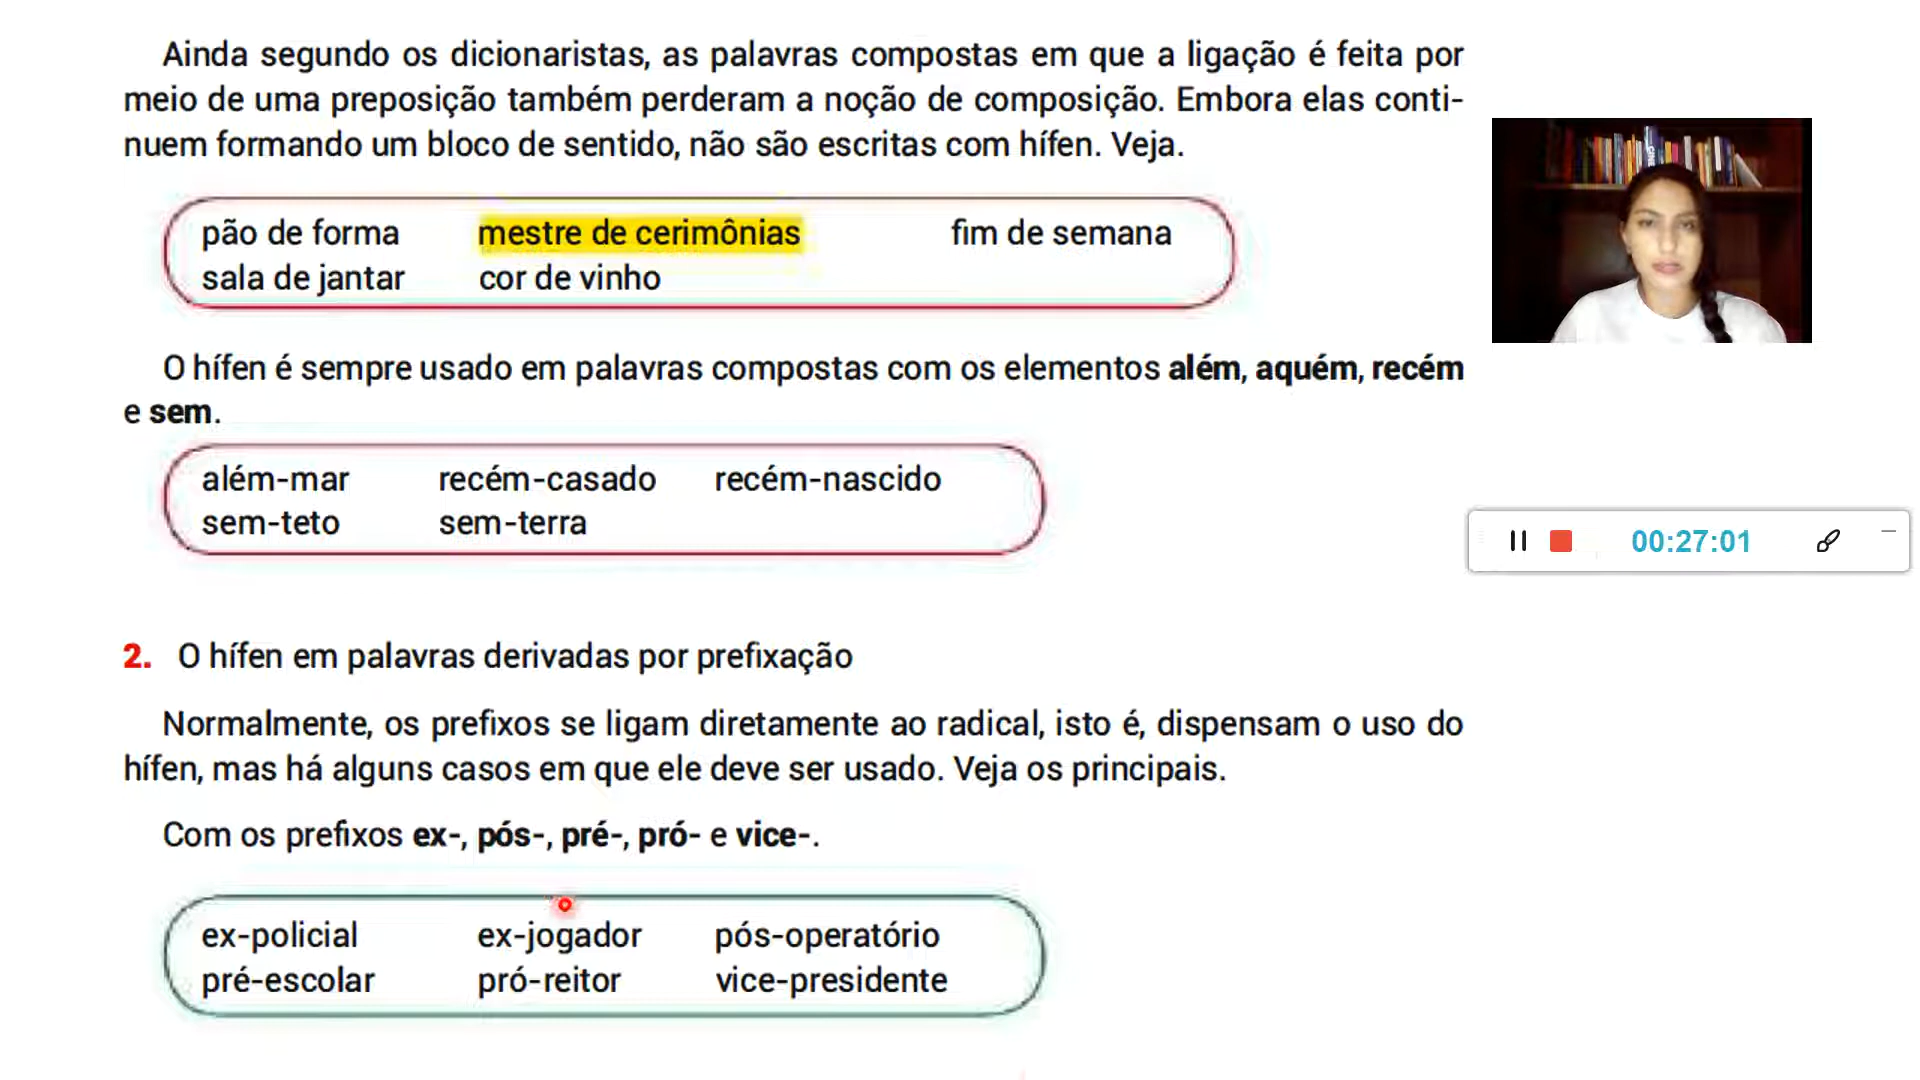 Ainda segundo os dicionaristas, as palavras compostas em que a ligação é feita por
meio de uma preposição também perderam a noção de composição. Embora elas conti-
nuem formando um bloco de sentido, não são escritas com hífen. Veja.
pão de forma mestre de cerimônias fim de semana
sala de jantar cor de vinho
O hífen é sempre usado em palavras compostas com os elementos além, aquém, recém
e sem.
além-mar recém-casado recém-nascido
sem-teto sem-terra
00:27:01
2. O hífen em palavras derivadas por prefixação
Normalmente, os prefixos se ligam diretamente ao radical, isto é, dispensam o uso do
hífen, mas há alguns casos em que ele deve ser usado. Veja os principais.
Com os prefixos ex-, pós-, pré-, pró- e vice-.
ex-policial ex-jogador pós-operatório
pré-escolar pró-reitor vice-presidente